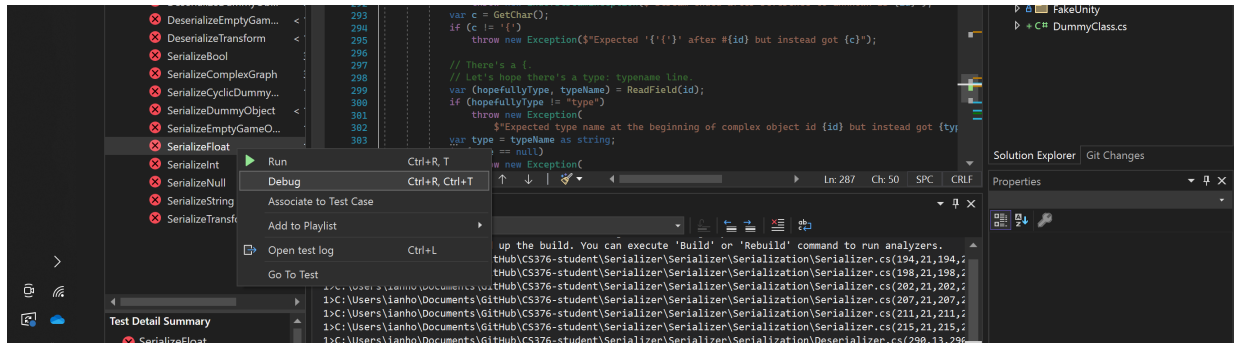 DeserializeEmptyGam...
DeserializeTransform
SerializeBool
SerializeComplexGraph
SerializeCyclicDummy...
SerializeDummyObject
SerializeEmptyGameO...
SerializeFloat
SerializeInt
SerializeNull
SerializeString
SerializeTransfo
Test Detail Summary
SerializeFloat
Run Ctrl+R, T
Debug Ctrl+R, Ctrl+T
Associate to Test Case
Add to Playlist
Open test log Ctrl+L
Go To Test
293 var c = GetChar();
294 if (c != '{')
295 throw new Exception($"Expected '{'{'}' after #{id} but instead got {c}");
296
297 // There's a {.
298 // Let's hope there's a type: typename line.
299 var (hopefullyType, typeName) = ReadField(id);
300 if (hopefullyType != "type")
301 throw new Exception(
302 $"Expected type name at the beginning of complex object id {id} but instead got {typ
303 var type = typeName as string;
== null)
w new Exception(
Ln: 287 Ch: 50 SPC CRLF
up the build. You can execute 'Build' or 'Rebuild' command to run analyzers.
tHub\CS376-student\Serializer\Serializer\Serialization\Serializer.cs(194,21,194,2
tHub\CS376-student\Serializer\Serializer\Serialization\Serializer.cs(198,21,198,2
1>C:\Users\ianho\Documents\GitHub\CS376-student\Serializer\Serializer\Serialization\Serializer.cs(202,21,202,2
1>C:\Users\ianho\Documents\GitHub\CS376-student\Serializer\Serializer\Serialization\Serializer.cs(207,21,207,2
1>C:\Users\ianho\Documents\GitHub\CS376-student\Serializer\Serializer\Serialization\Serializer.cs(211,21,211,2
1>C:\Users\ianho\Documents\GitHub\CS376-student\Serializer\Serializer\Serialization\Serializer.cs(215,21,215,2
1>C:\Users\ianho\Documents\GitHub\CS376-student\Serializer\Serializer\Serialization\Deserializer.cs(290,13,290
FakeUnity
C# DummyClass.cs
Solution Explorer Git Changes
Properties